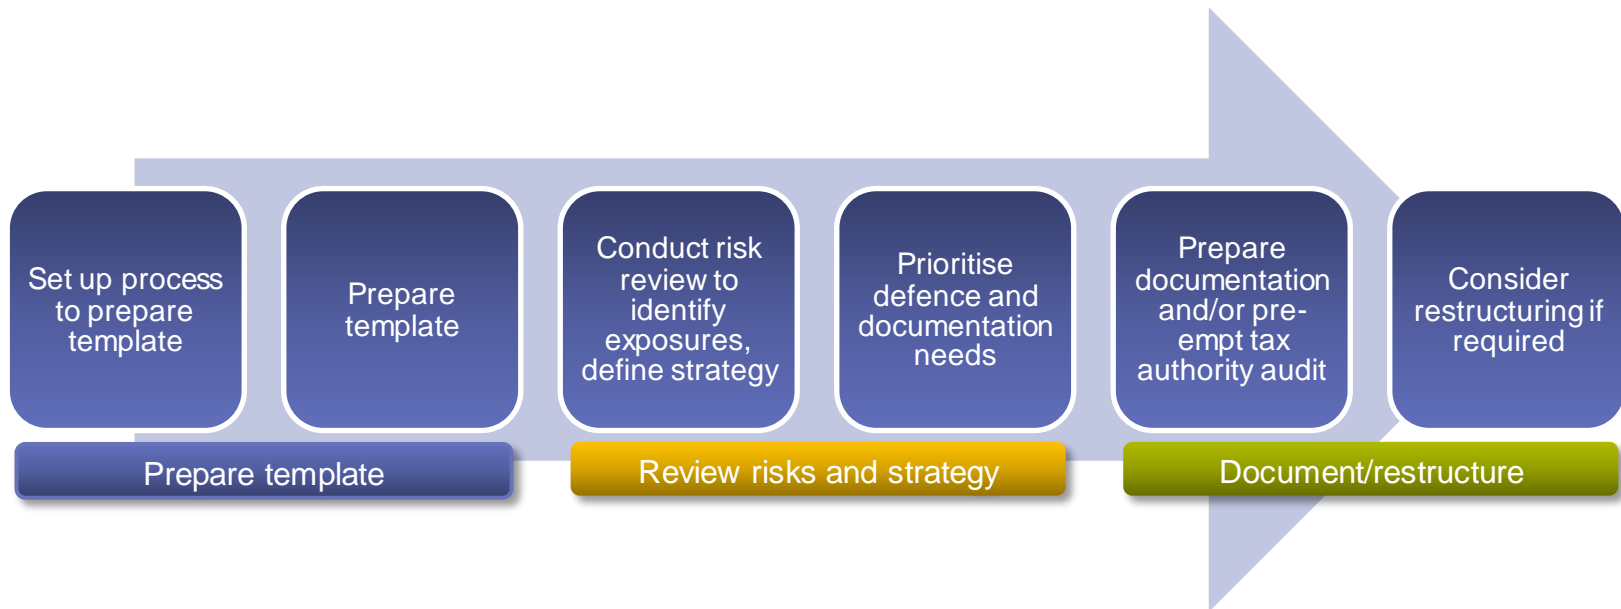 Set up process
to prepare
template
Prepare
template
Conduct risk
review to
identify
exposures,
define strategy
Prioritise
defence and
documentation
needs
Prepare
documentation
and/or pre-
empt tax
authority audit
Consider
restructuring if
required
Prepare template
Review risks and strategy
Document/restructure